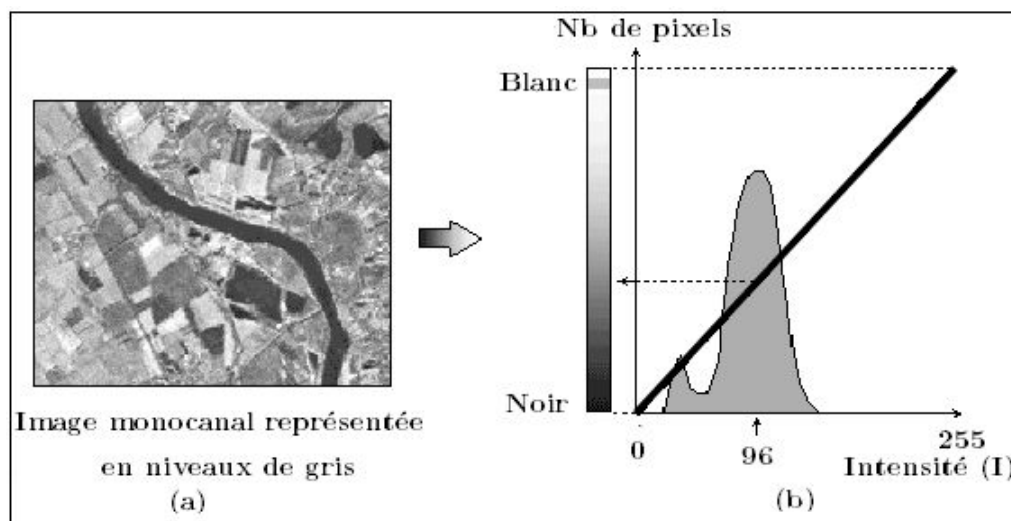 Image monocanal représentée
en niveaux de gris
(a)
Nb de pixels
Blanc
Noir
0
96
255
Intensité (I)
(b)